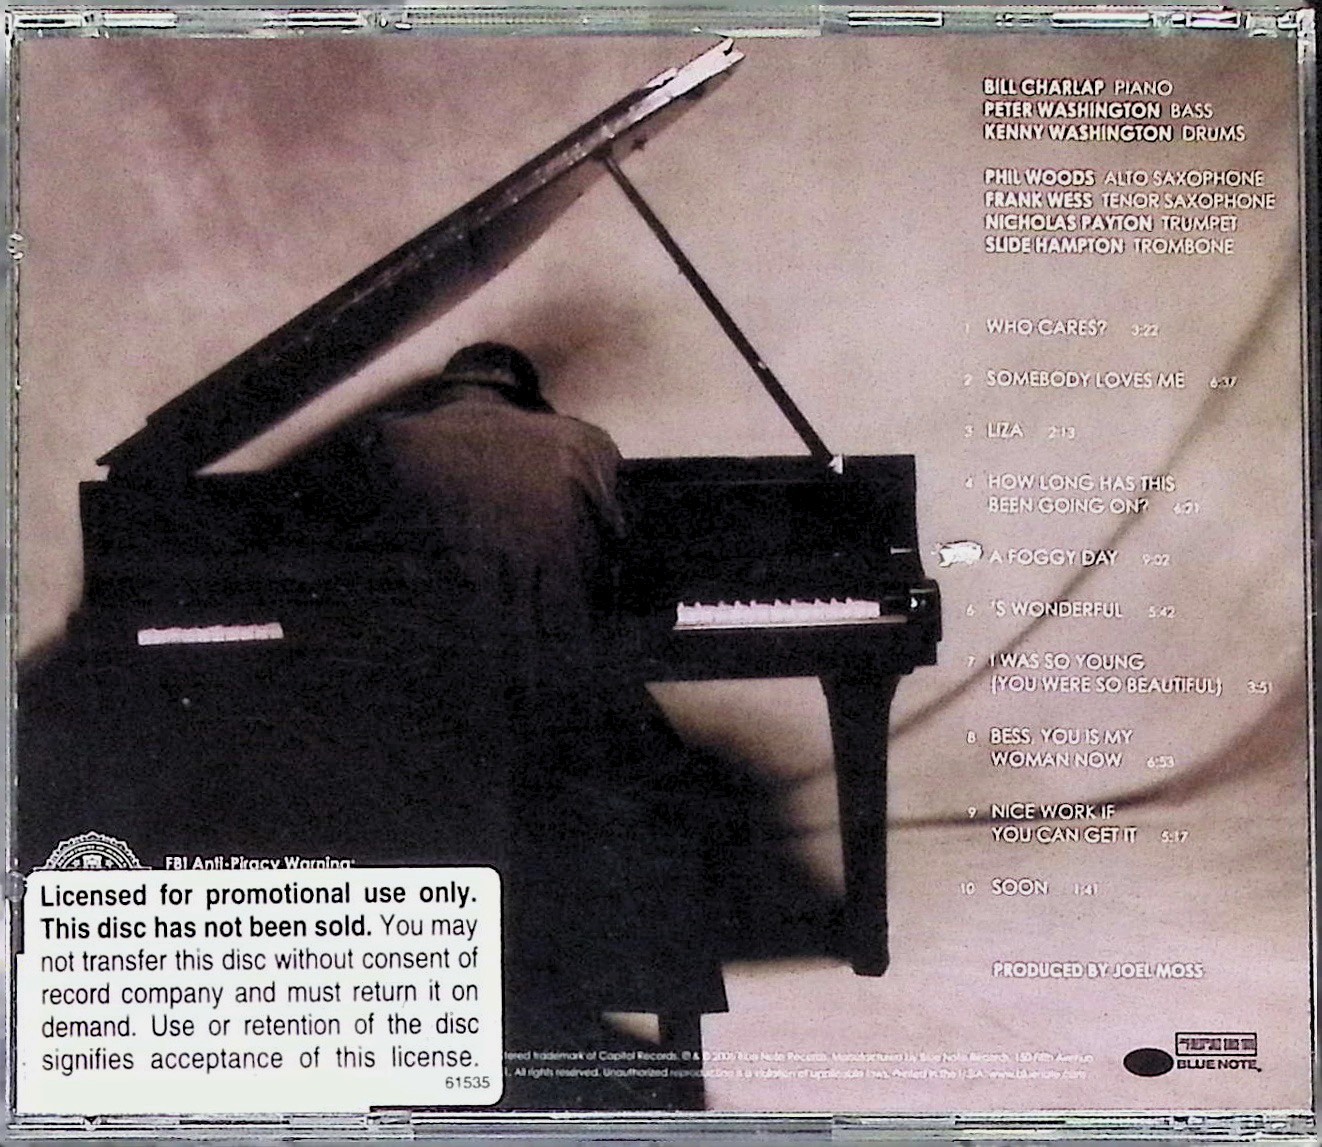 BILL CHARLAP PIANO
PETER WASHINGTON BASS
KENNY WASHINGTON DRUMS
PHIL WOODS ALTO SAXOPHONE
FRANK WESS TENOR SAXOPHONE
NICHOLAS PAYTON TRUMPET
SLIDE HAMPTON TROMBONE
1 WHO CARES? 3:22
2 SOMEBODY LOVES ME 6:37
3 LIZA 2:13
4 HOW LONG HAS THIS
BEEN GOING ON? 6:21
A FOGGY DAY 9:02
6 'S WONDERFUL 5:42
7 I WAS SO YOUNG
(YOU WERE SO BEAUTIFUL) 3:51
8 BESS, YOU IS MY
WOMAN NOW 6:53
9 NICE WORK IF
YOU CAN GET IT 5:17
10 SOON 1:41
PRODUCED BY JOEL MOSS
FBI Anti-Piracy Warning:
Licensed for promotional use only.
This disc has not been sold. You may
not transfer this disc without consent of
record company and must return it on
demand. Use or retention of the disc
signifies acceptance of this license.
61535
tered trademark of Capitol Records. ℗ & © 2005 Blue Note Records. Manufactured by Blue Note Records, 150 Fifth Avenue
All rights reserved. Unauthorized reproduction is a violation of applicable laws. Printed in the U.S.A. www.bluenote.com
BLUE NOTE